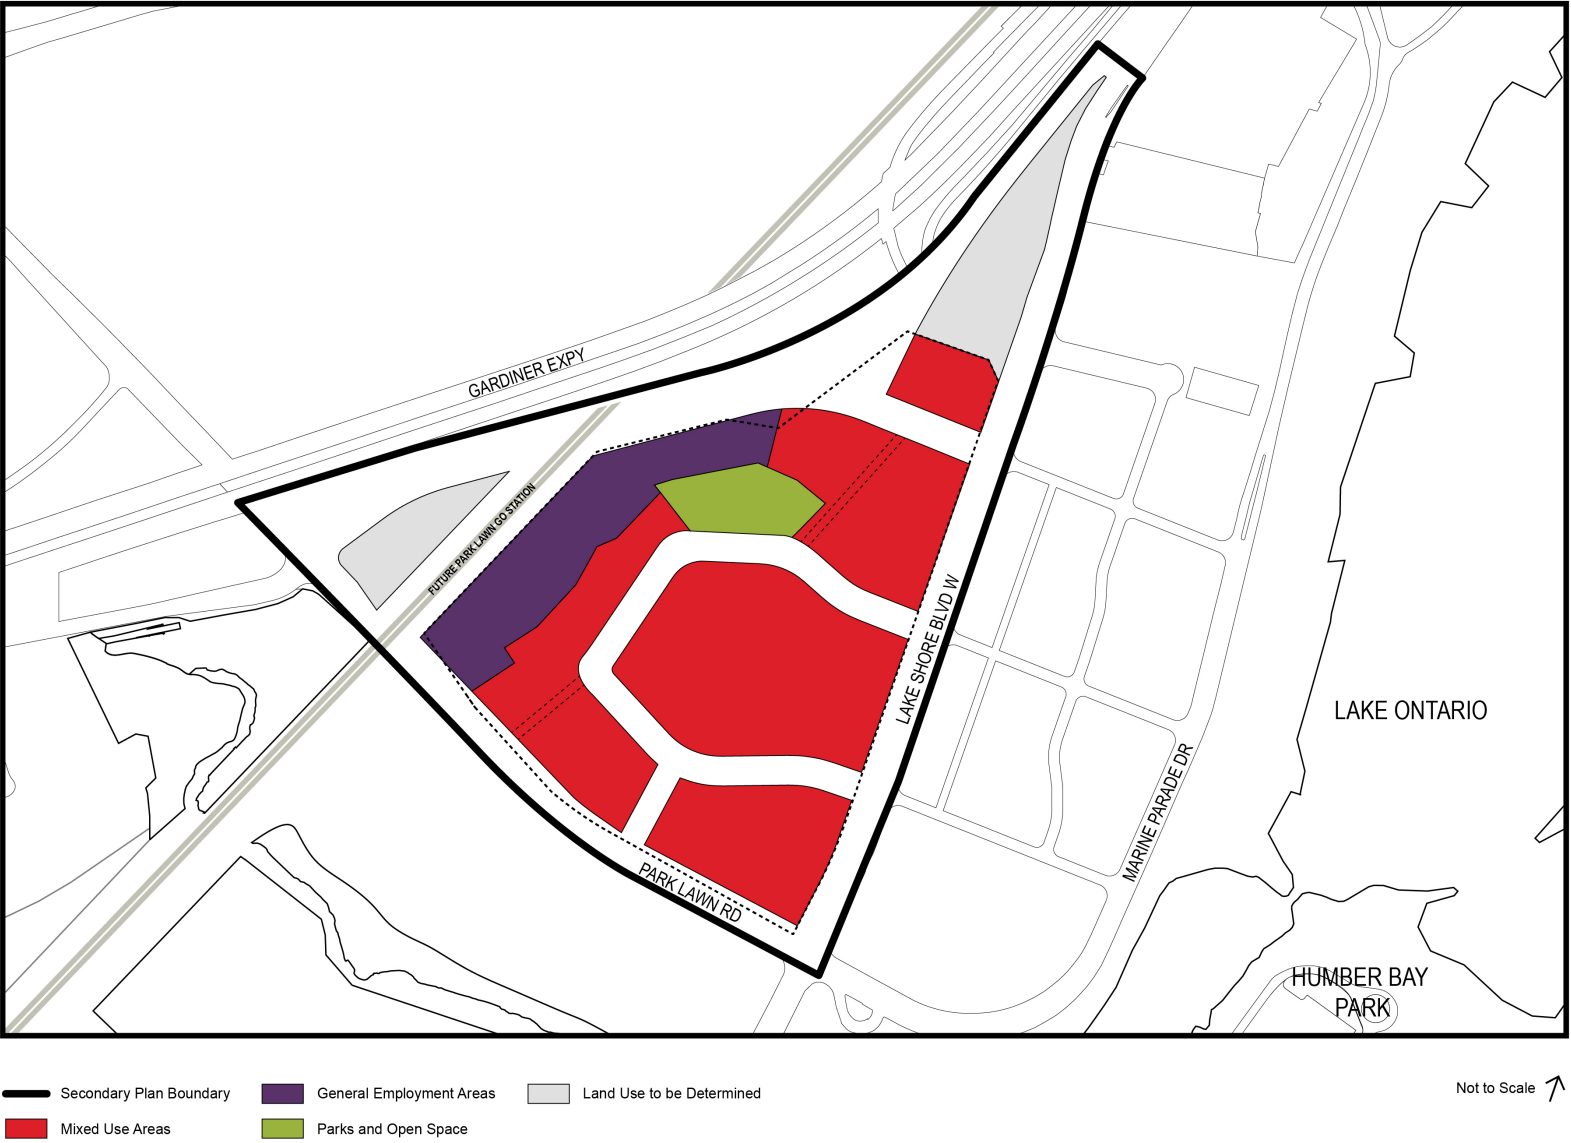 GARDINER EXPY
FUTURE PARK LAWN GO STATION
LAKE SHORE BLVD W
LAKE ONTARIO
MARINE PARADE DR
PARK LAWN RD
HUMBER BAY
PARK
Secondary Plan Boundary
General Employment Areas
Land Use to be Determined
Not to Scale
Mixed Use Areas
Parks and Open Space